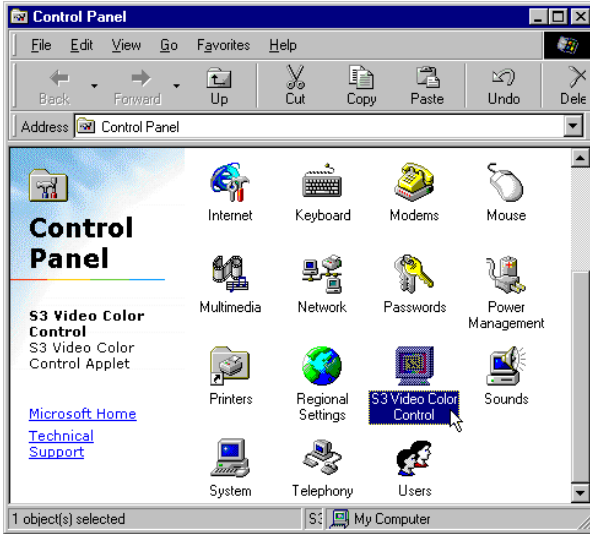 Control Panel
File Edit View Go Favorites Help
Back Forward Up Cut Copy Paste Undo Dele
Address Control Panel
Control
Panel
S3 Video Color
Control
S3 Video Color
Control Applet
Microsoft Home
Technical
Support
Internet Keyboard Modems Mouse
Multimedia Network Passwords Power
Management
Printers Regional
Settings S3 Video Color
Control Sounds
System Telephony Users
1 object(s) selected S3 My Computer